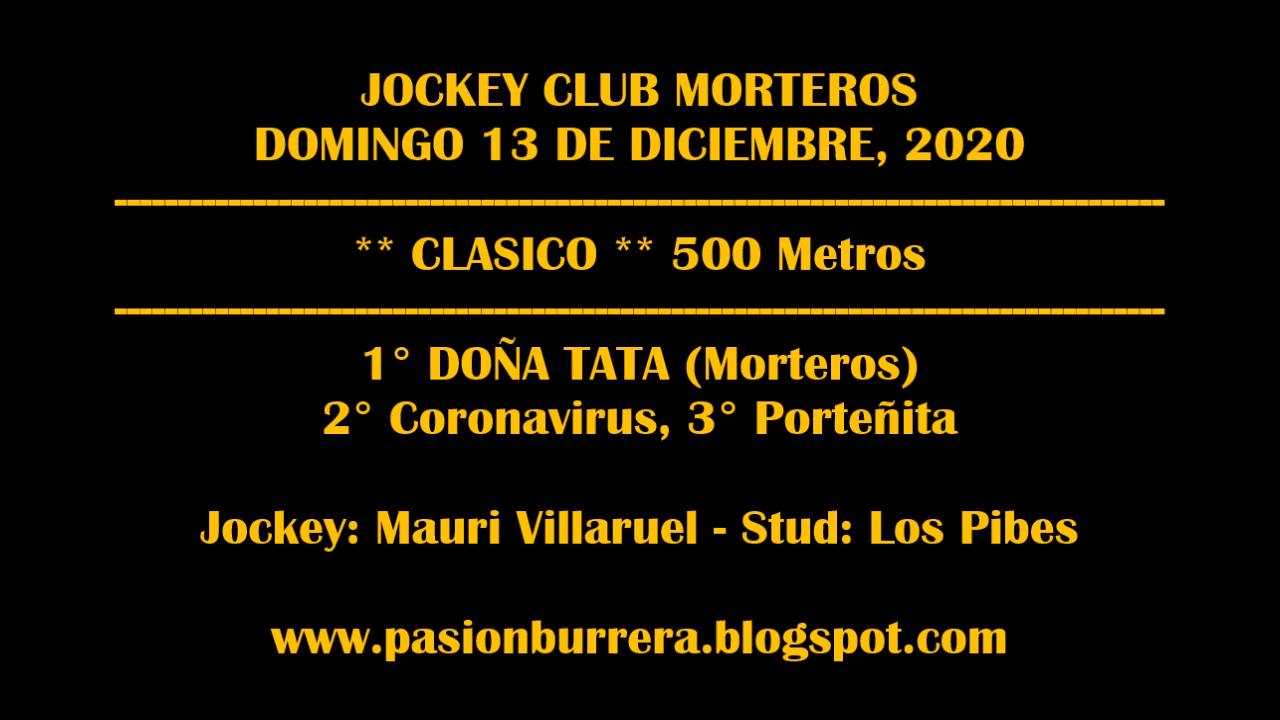 JOCKEY CLUB MORTEROS
DOMINGO 13 DE DICIEMBRE, 2020
--------------------------------------------------------------------------------
** CLASICO ** 500 Metros
--------------------------------------------------------------------------------
1° DOÑA TATA (Morteros)
2° Coronavirus, 3° Porteñita
Jockey: Mauri Villaruel - Stud: Los Pibes
www.pasionburrera.blogspot.com